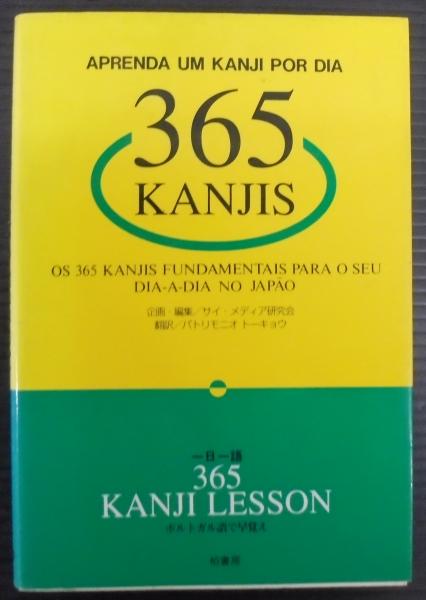 APRENDA UM KANJI POR DIA
365
KANJIS
OS 365 KANJIS FUNDAMENTAIS PARA O SEU
DIA-A-DIA NO JAPÃO
企画・編集／サイ・メディア研究会
翻訳／パトリモニオ トーキョウ
一日一語
365
KANJI LESSON
ポルトガル語で早覚え
柏書房